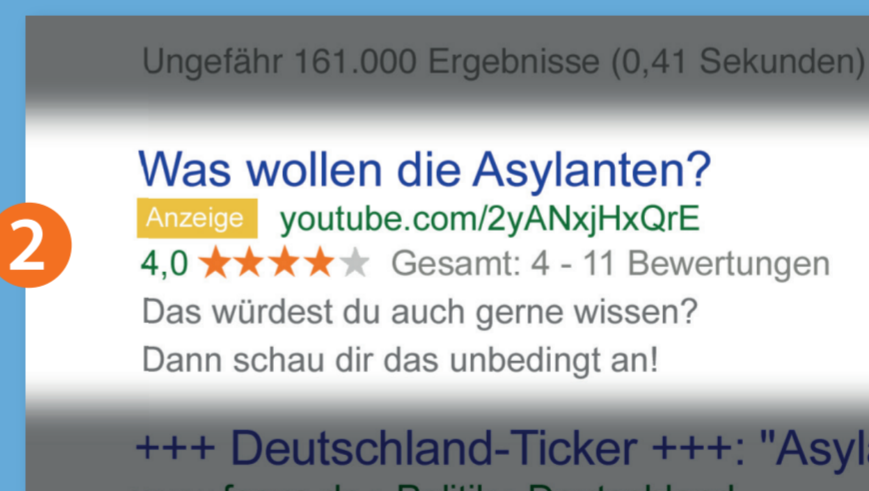 Ungefähr 161.000 Ergebnisse (0,41 Sekunden)
Was wollen die Asylanten?
Anzeige youtube.com/2yANxjHxQrE
2
4,0 ★★★★★ Gesamt: 4 - 11 Bewertungen
Das würdest du auch gerne wissen?
Dann schau dir das unbedingt an!
+++ Deutschland-Ticker +++: "Asyl